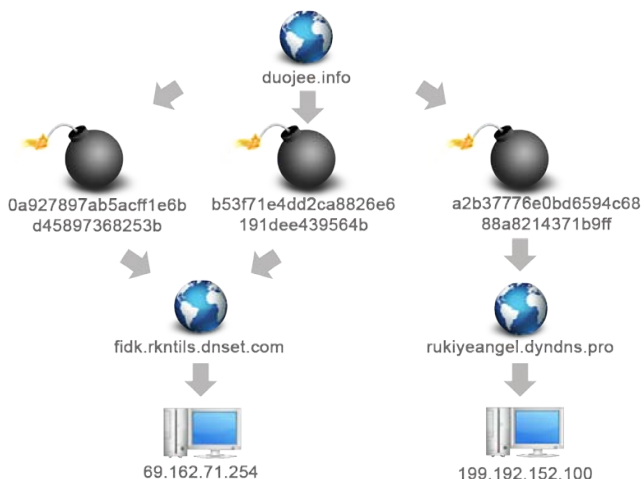 duojee.info
0a927897ab5acff1e6b
d45897368253b
b53f71e4dd2ca8826e6
191dee439564b
a2b37776e0bd6594c68
88a8214371b9ff
fidk.rkntils.dnset.com
rukiyeangel.dyndns.pro
69.162.71.254
199.192.152.100